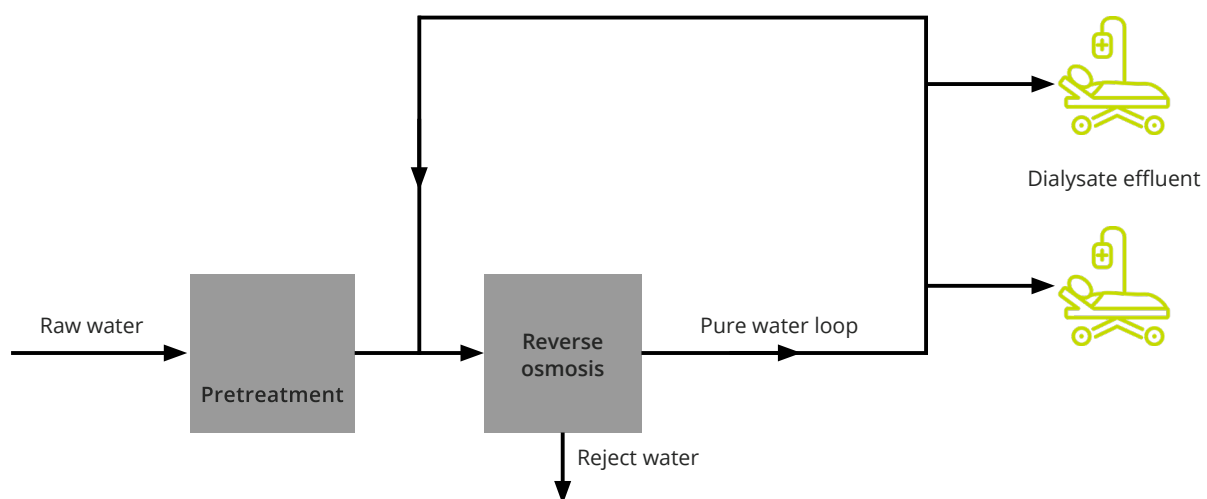 Dialysate effluent
Raw water
Pretreatment
Reverse
osmosis
Pure water loop
Reject water